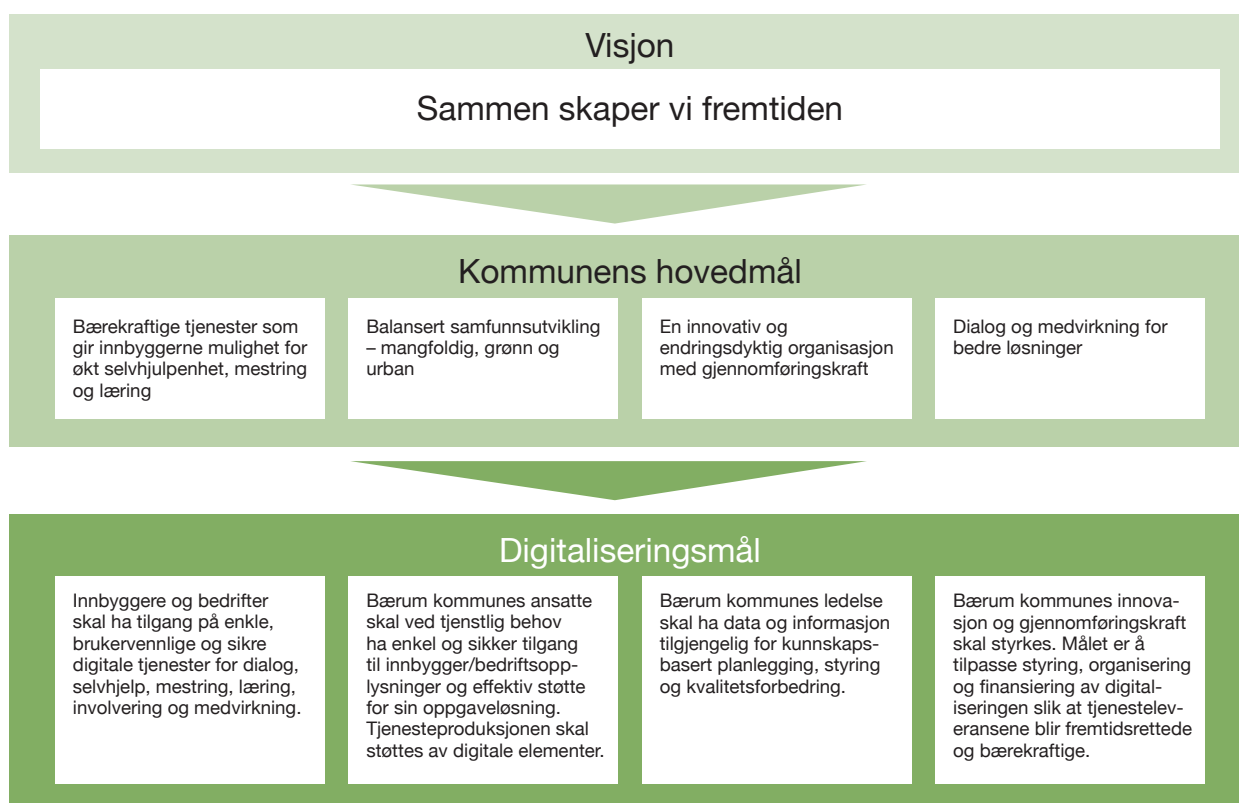 Visjon
Sammen skaper vi fremtiden
Kommunens hovedmål
Bærekraftige tjenester som
gir innbyggerne mulighet for
økt selvhjulpenhet, mestring
og læring
Balansert samfunnsutvikling
– mangfoldig, grønn og
urban
En innovativ og
endringsdyktig organisasjon
med gjennomføringskraft
Dialog og medvirkning for
bedre løsninger
Digitaliseringsmål
Innbyggere og bedrifter
skal ha tilgang på enkle,
brukervennlige og sikre
digitale tjenester for dialog,
selvhjelp, mestring, læring,
involvering og medvirkning.
Bærum kommunes ansatte
skal ved tjenstlig behov
ha enkel og sikker tilgang
til innbygger/bedriftsopp-
lysninger og effektiv støtte
for sin oppgaveløsning.
Tjenesteproduksjonen skal
støttes av digitale elementer.
Bærum kommunes ledelse
skal ha data og informasjon
tilgjengelig for kunnskaps-
basert planlegging, styring
og kvalitetsforbedring.
Bærum kommunes innova-
sjon og gjennomføringskraft
skal styrkes. Målet er å
tilpasse styring, organisering
og finansiering av digital-
iseringen slik at tjenestelev-
eransene blir fremtidsrettede
og bærekraftige.